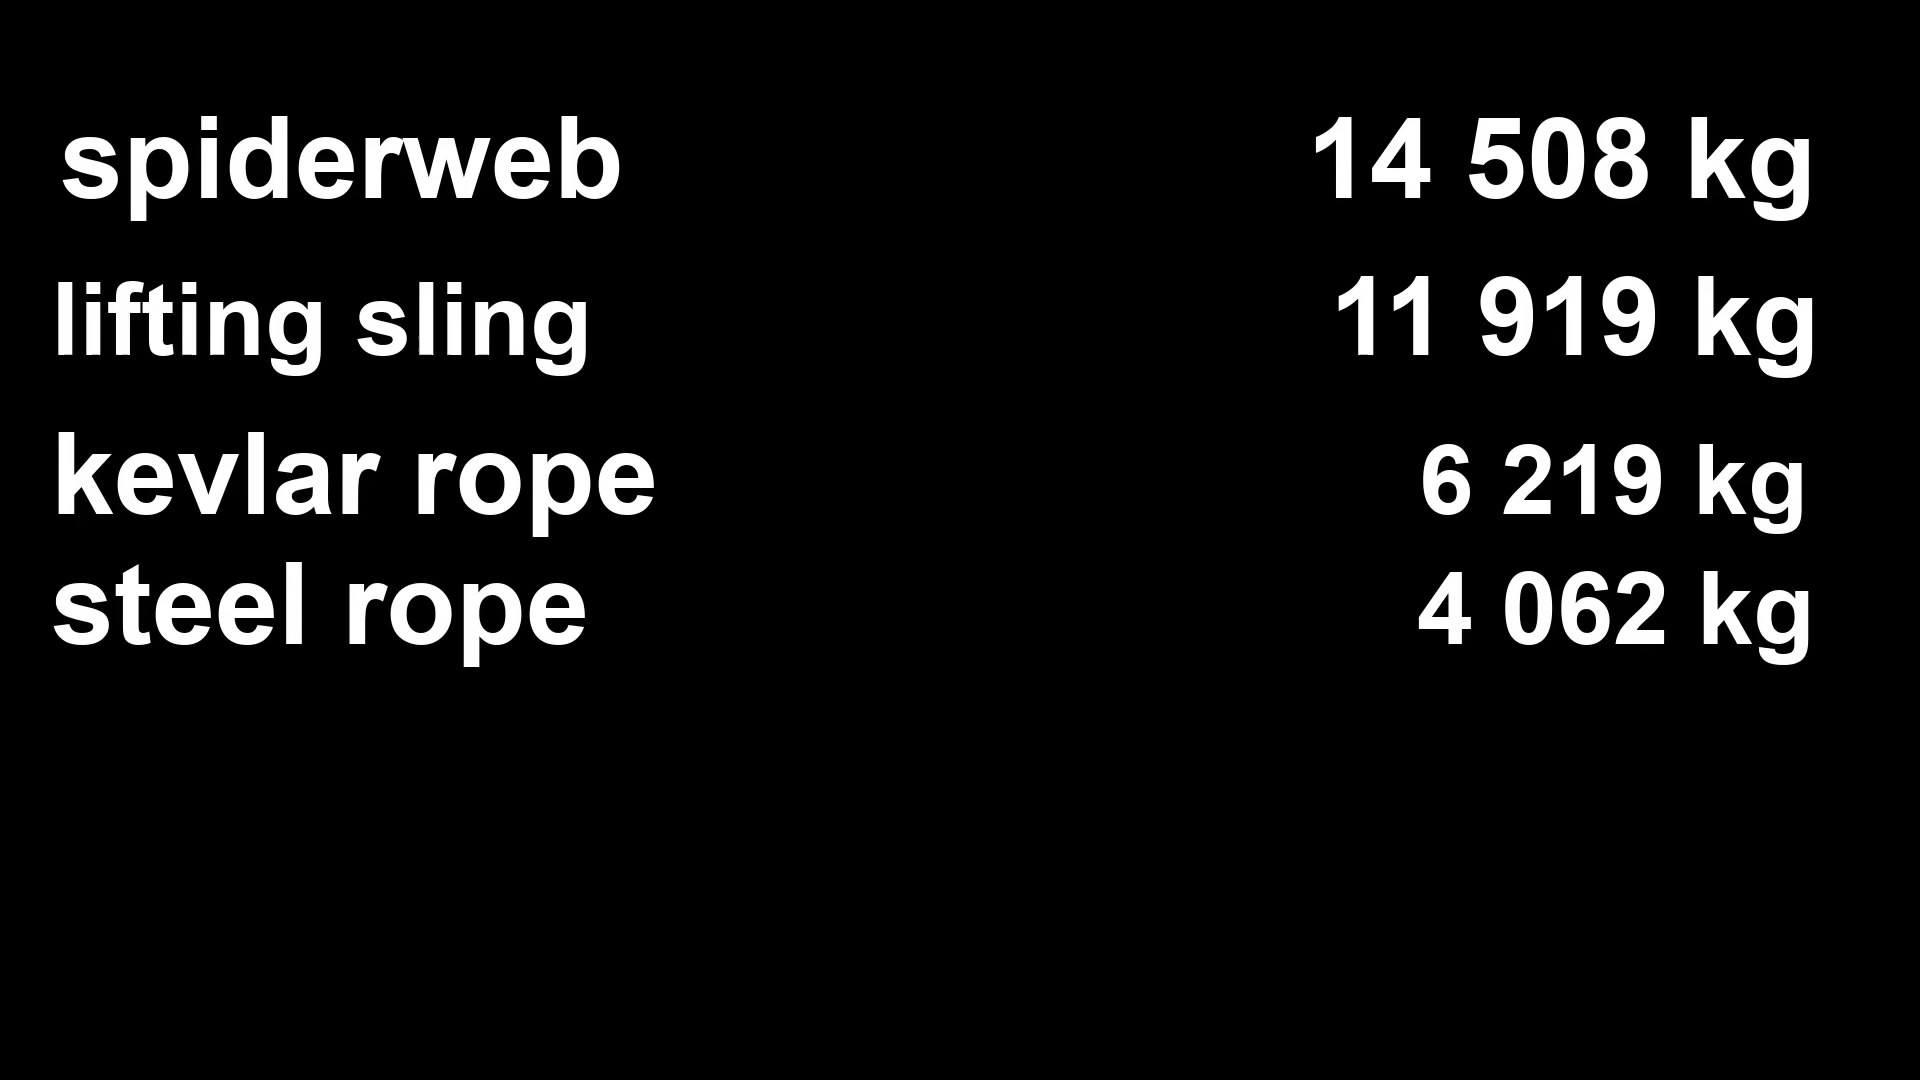 spiderweb 14 508 kg
lifting sling 11 919 kg
kevlar rope 6 219 kg
steel rope 4 062 kg